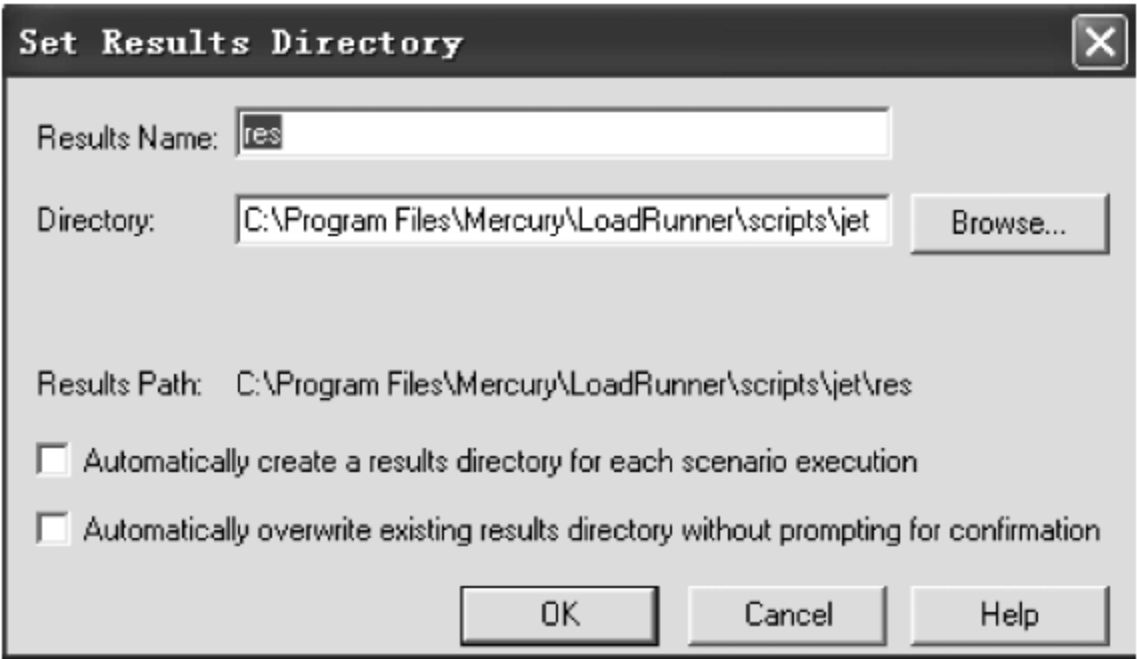 Set Results Directory
Results Name: res
Directory: C:\Program Files\Mercury\LoadRunner\scripts\jet Browse...
Results Path: C:\Program Files\Mercury\LoadRunner\scripts\jet\res
Automatically create a results directory for each scenario execution
Automatically overwrite existing results directory without prompting for confirmation
OK Cancel Help